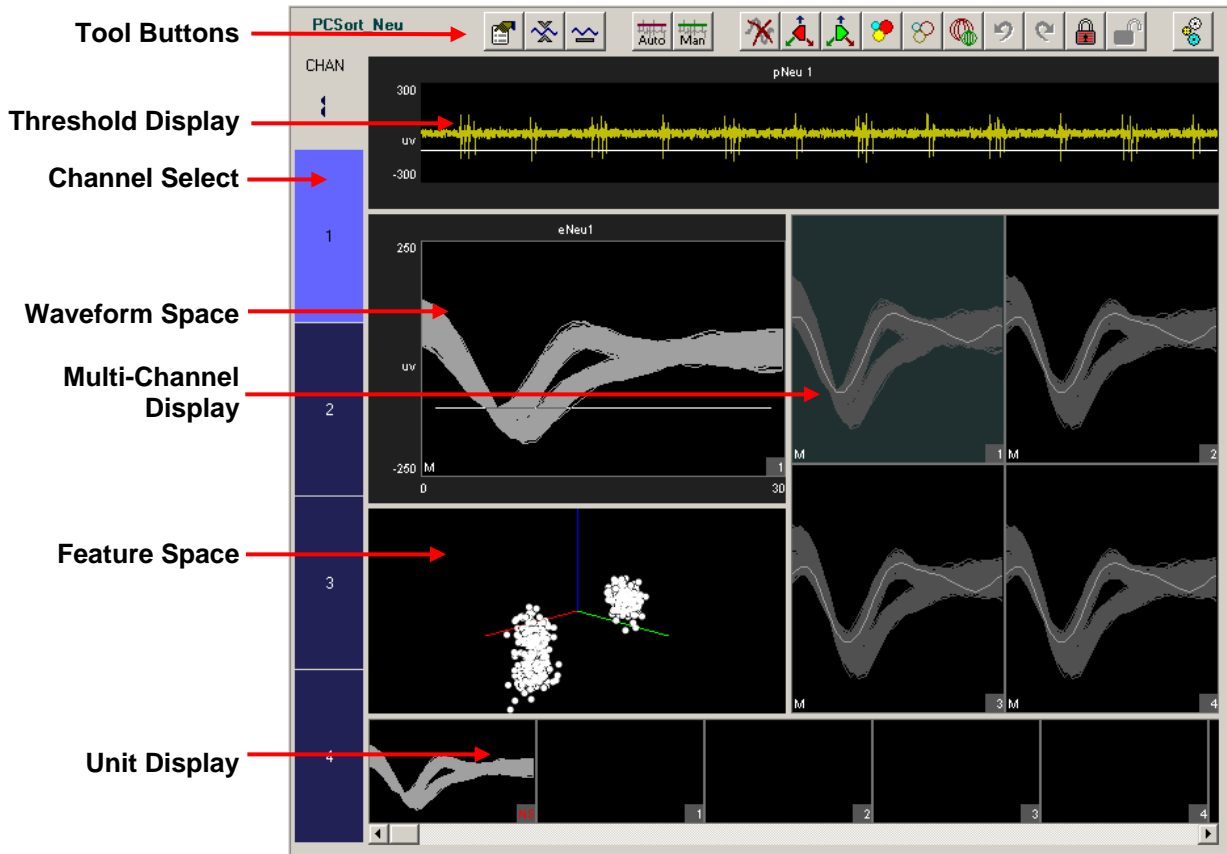 Tool Buttons
PCSort_Neu
Auto
Man
CHAN
pNeu 1
300
uv
-300
Threshold Display
Channel Select
1
2
3
4
eNeu1
250
uv
-250
M
1
0
30
Waveform Space
Multi-Channel
Display
M
1
M
2
M
3
M
4
Feature Space
Unit Display
NS
1
2
3
4